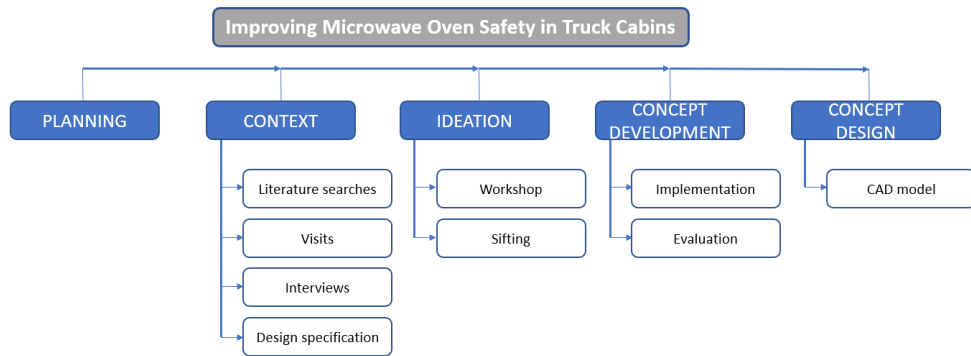 Improving Microwave Oven Safety in Truck Cabins
PLANNING
CONTEXT
IDEATION
CONCEPT
DEVELOPMENT
CONCEPT
DESIGN
Literature searches
Workshop
Implementation
CAD model
Visits
Sifting
Evaluation
Interviews
Design specification